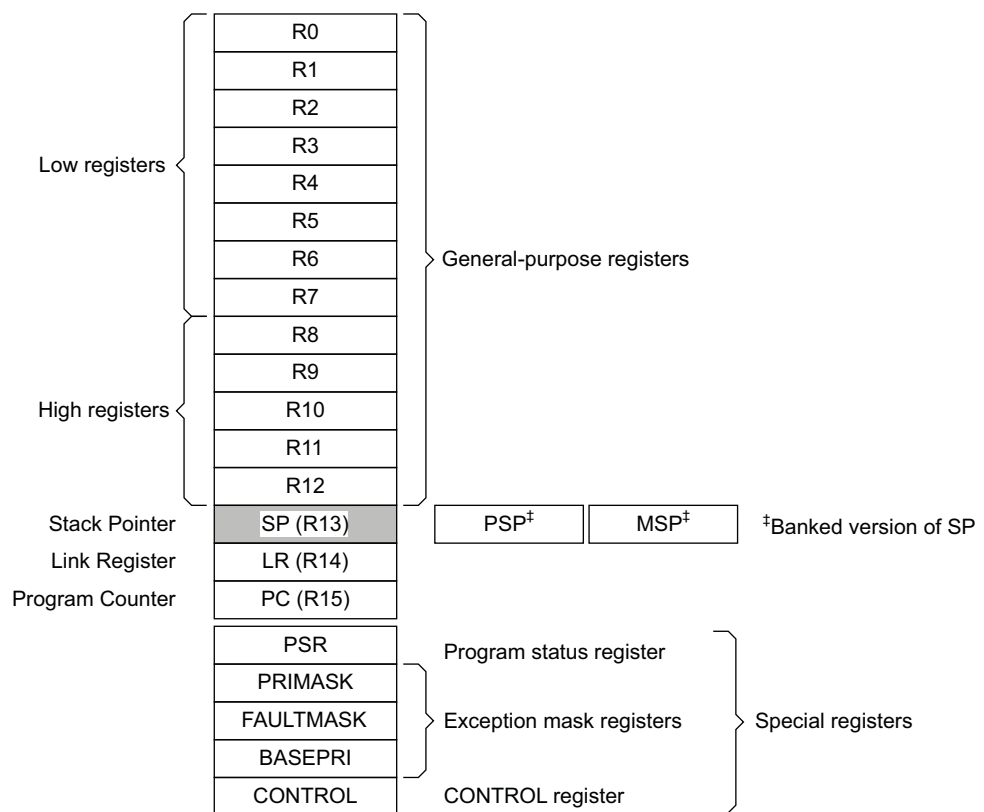 R0
R1
R2
R3
Low registers
R4
R5
R6
General-purpose registers
R7
R8
R9
High registers
R10
R11
R12
Stack Pointer SP (R13) PSP‡ MSP‡ ‡Banked version of SP
Link Register LR (R14)
Program Counter PC (R15)
PSR Program status register
PRIMASK
FAULTMASK Exception mask registers Special registers
BASEPRI
CONTROL CONTROL register